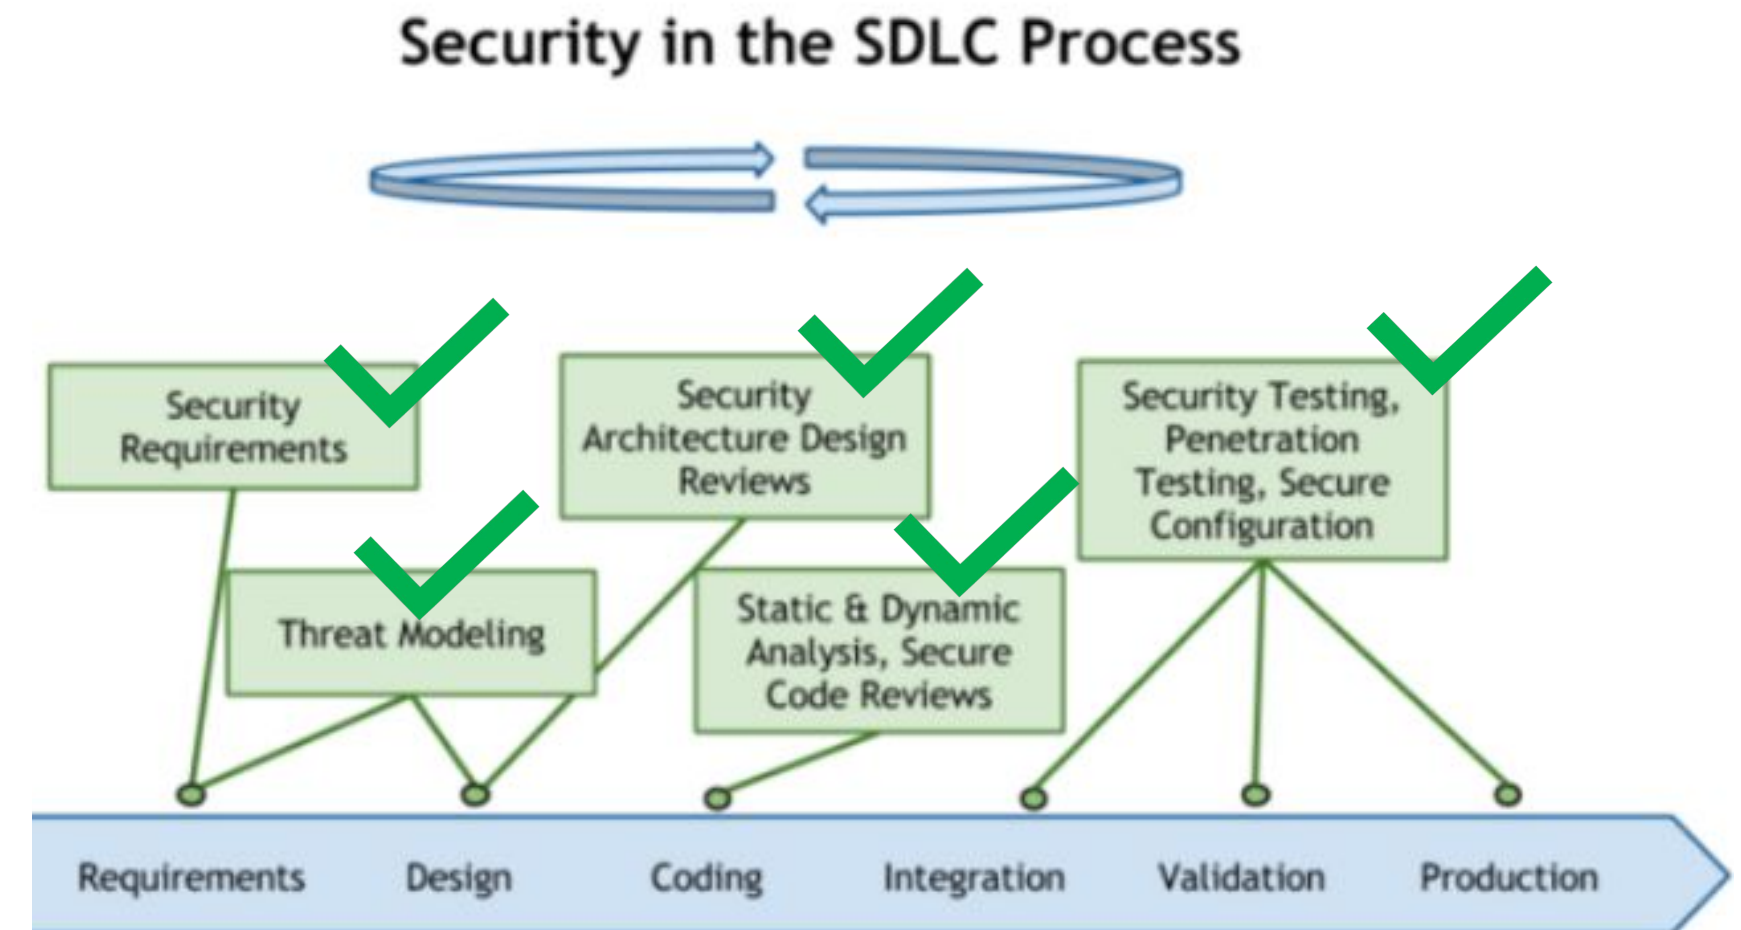 Security in the SDLC Process
Security
Requirements
Security
Architecture Design
Reviews
Security Testing,
Penetration
Testing, Secure
Configuration
Threat Modeling
Static & Dynamic
Analysis, Secure
Code Reviews
Requirements
Design
Coding
Integration
Validation
Production